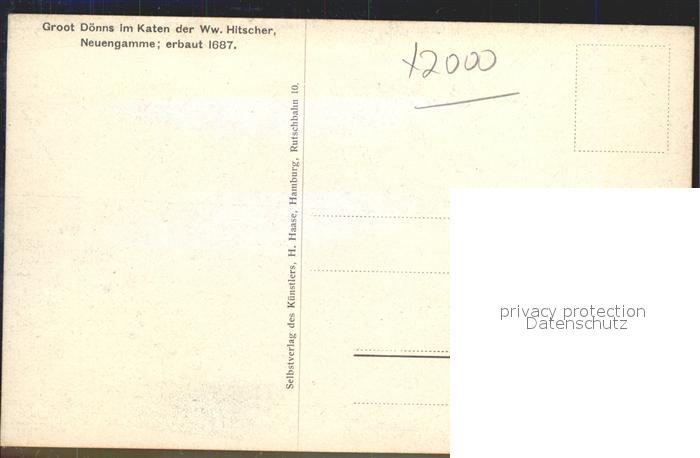 Groot Dönns im Katen der Ww. Hitscher,
Neuengamme; erbaut 1687.
Selbstverlag des Künstlers, H. Haase, Hamburg, Rutschbahn 10.
x2000
privacy protection
Datenschutz